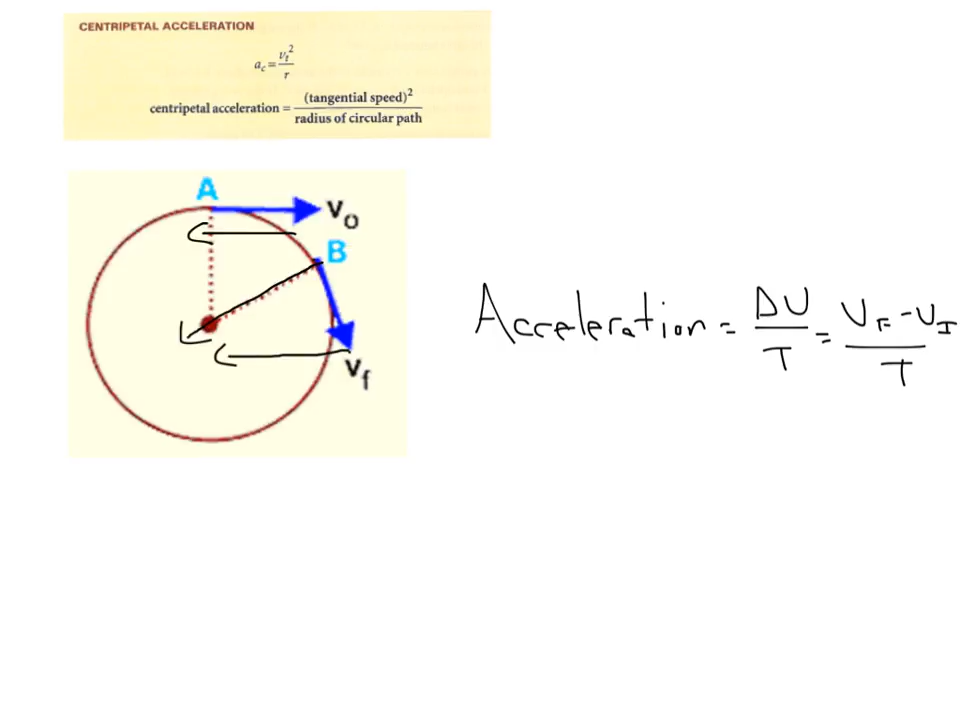 CENTRIPETAL ACCELERATION
a_c = v_t^2 / r
centripetal acceleration = (tangential speed)^2 / radius of circular path
A
v_o
B
v_f
Acceleration = ΔV / T = V_F - V_I / T